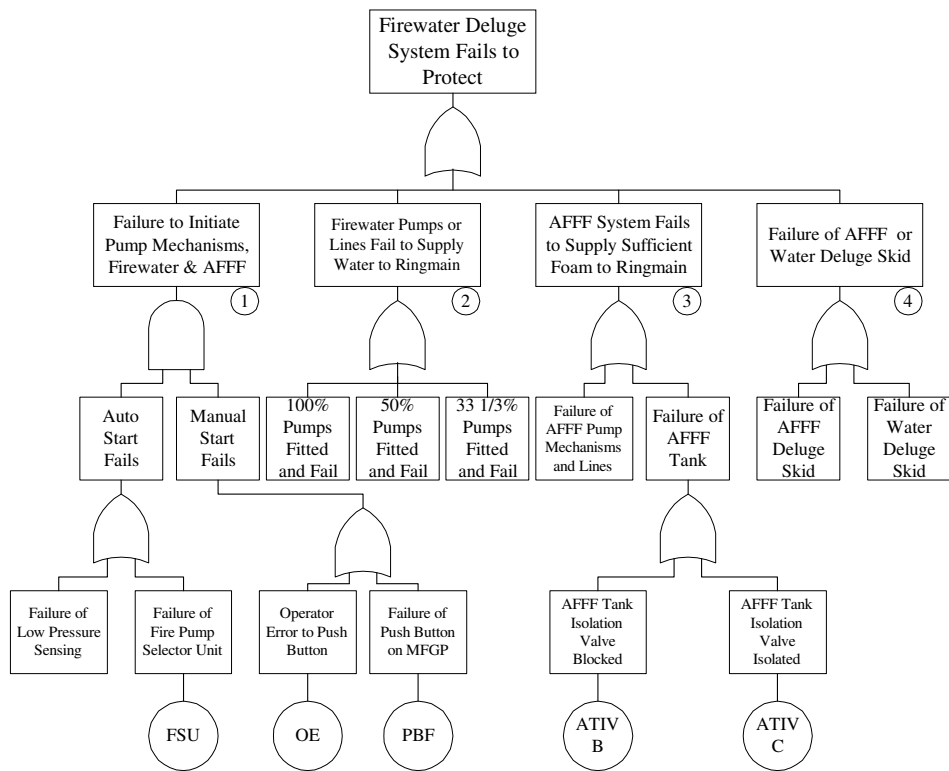 Firewater Deluge
System Fails to
Protect
Failure to Initiate
Pump Mechanisms,
Firewater & AFFF
1
Firewater Pumps or
Lines Fail to Supply
Water to Ringmain
2
AFFF System Fails
to Supply Sufficient
Foam to Ringmain
3
Failure of AFFF or
Water Deluge Skid
4
Auto
Start
Fails
Manual
Start
Fails
100%
Pumps
Fitted
and Fail
50%
Pumps
Fitted
and Fail
33 1/3%
Pumps
Fitted
and Fail
Failure of
AFFF Pump
Mechanisms
and Lines
Failure of
AFFF
Tank
Failure of
AFFF
Deluge
Skid
Failure of
Water
Deluge
Skid
Failure of
Low Pressure
Sensing
Failure of
Fire Pump
Selector Unit
Operator
Error to Push
Button
Failure of
Push Button
on MFGP
AFFF Tank
Isolation
Valve
Blocked
AFFF Tank
Isolation
Valve
Isolated
FSU
OE
PBF
ATIV
B
ATIV
C